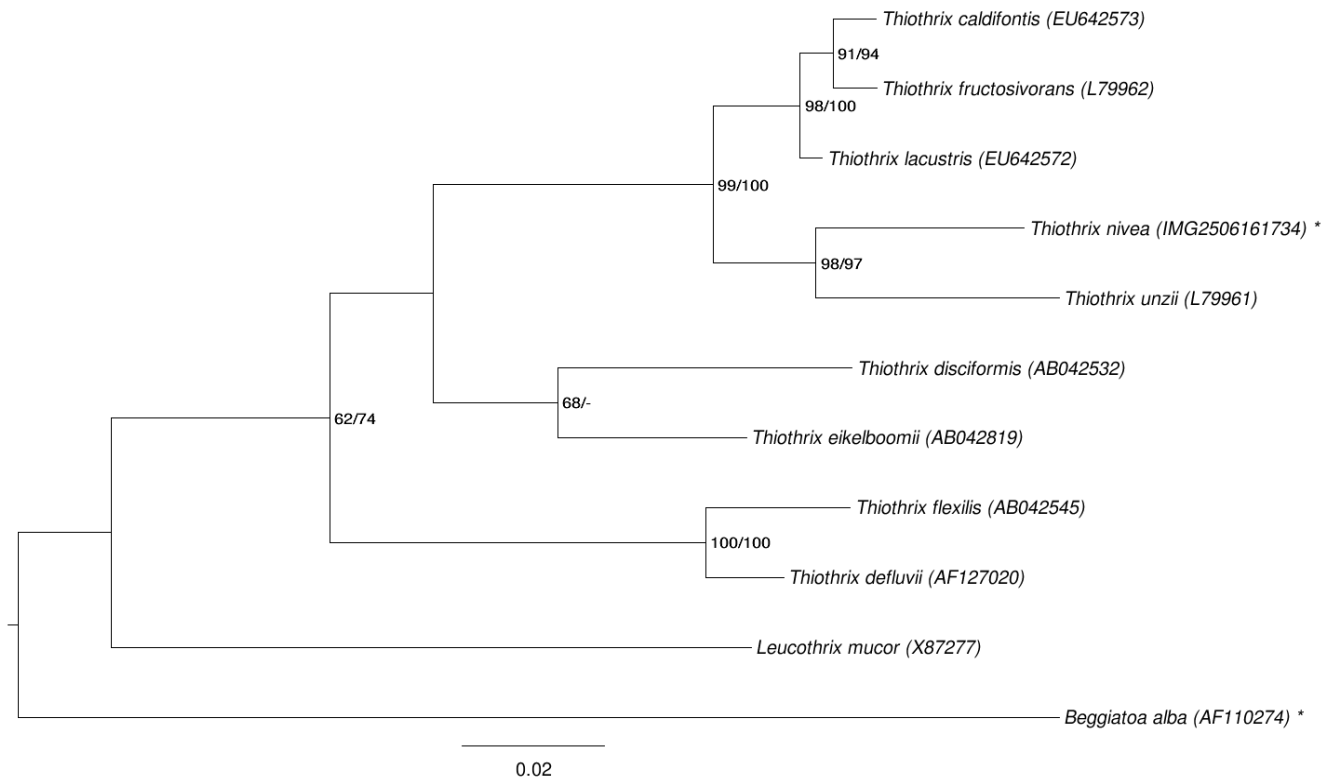 Thiothrix caldifontis (EU642573)
91/94
Thiothrix fructosivorans (L79962)
98/100
Thiothrix lacustris (EU642572)
99/100
Thiothrix nivea (IMG2506161734) *
98/97
Thiothrix unzii (L79961)
Thiothrix disciformis (AB042532)
68/-
62/74
Thiothrix eikelboomii (AB042819)
Thiothrix flexilis (AB042545)
100/100
Thiothrix defluvii (AF127020)
Leucothrix mucor (X87277)
Beggiatoa alba (AF110274) *
0.02